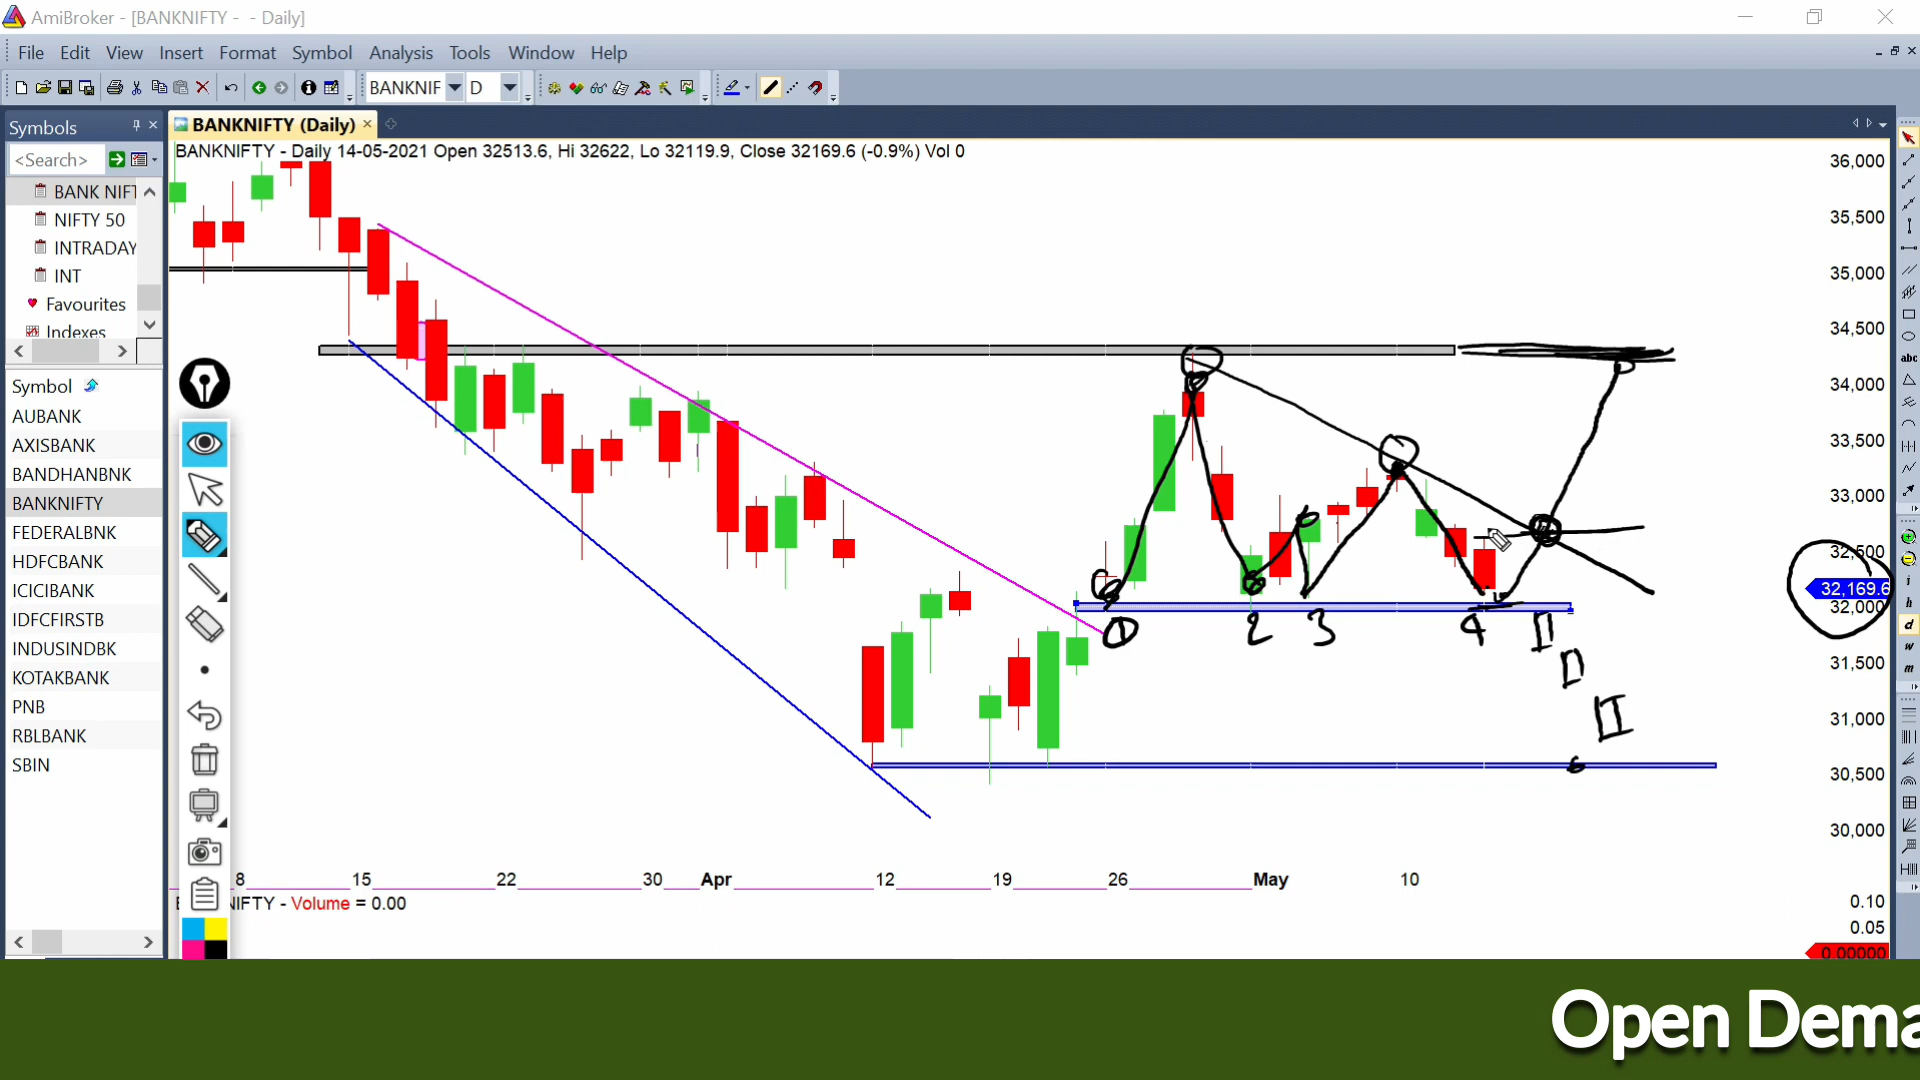 AmiBroker - [BANKNIFTY -  - Daily]
File Edit View Insert Format Symbol Analysis Tools Window Help
BANKNIF D
Symbols
BANKNIFTY (Daily)
<Search>
BANKNIFTY - Daily 14-05-2021 Open 32513.6, Hi 32622, Lo 32119.9, Close 32169.6 (-0.9%) Vol 0
BANK NIFT
NIFTY 50
INTRADAY
INT
Favourites
Indexes
Symbol
AUBANK
AXISBANK
BANDHANBNK
BANKNIFTY
FEDERALBNK
HDFCBANK
ICICIBANK
IDFCFIRSTB
INDUSINDBK
KOTAKBANK
PNB
RBLBANK
SBIN
36,000
35,500
35,000
34,500
34,000
33,500
33,000
32,500
32,169.6
32,000
31,500
31,000
30,500
30,000
1 2 3 4
8 15 22 30 Apr 12 19 26 May 10
NIFTY - Volume = 0.00
0.10
0.05
0.00000
abc
i
h
d
w
m
Open Dema